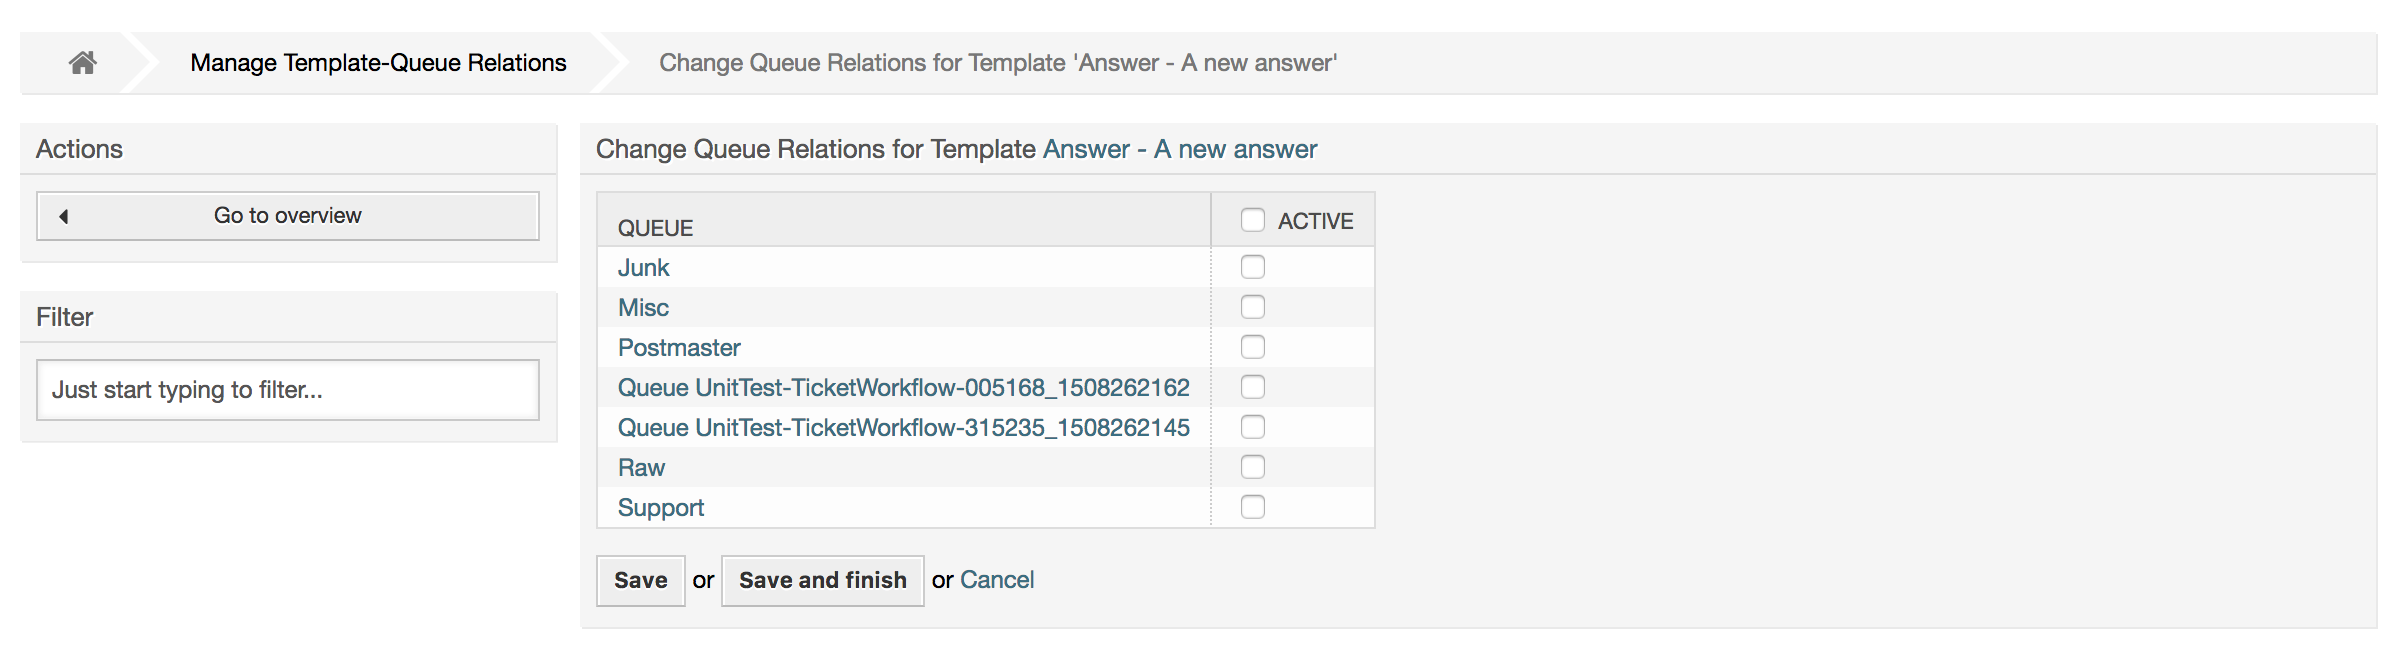 Manage Template-Queue Relations
Change Queue Relations for Template 'Answer - A new answer'
Actions
Go to overview
Filter
Just start typing to filter...
Change Queue Relations for Template Answer - A new answer
QUEUE ACTIVE
Junk
Misc
Postmaster
Queue UnitTest-TicketWorkflow-005168_1508262162
Queue UnitTest-TicketWorkflow-315235_1508262145
Raw
Support
Save or Save and finish or Cancel